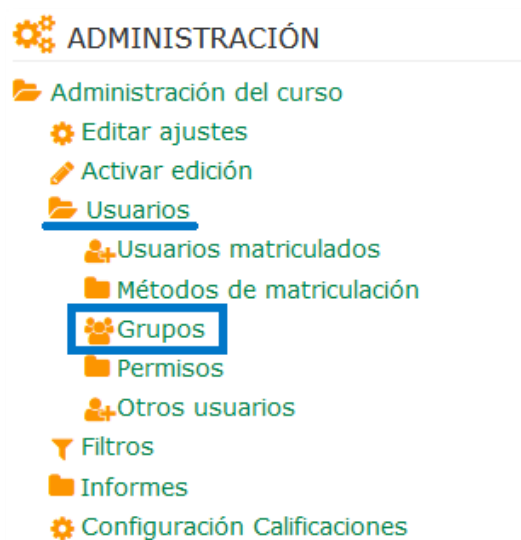 ADMINISTRACIÓN
Administración del curso
Editar ajustes
Activar edición
Usuarios
Usuarios matriculados
Métodos de matriculación
Grupos
Permisos
Otros usuarios
Filtros
Informes
Configuración Calificaciones